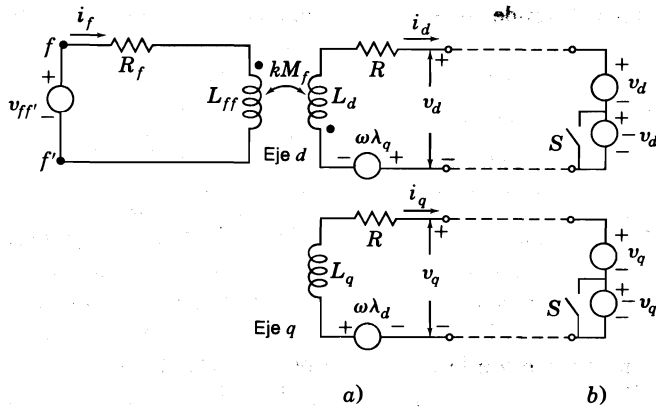 f i_f R_f kM_f R i_d
v_ff' + − L_ff L_d + v_d − + v_d −
f' Eje d − ωλ_q + S + −v_d −
R i_q
L_q + v_q − + v_q −
Eje q + ωλ_d − S + −v_q −
a) b)